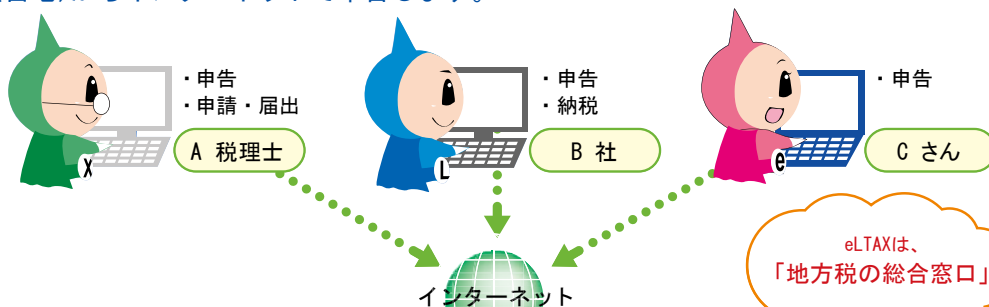 ・申告
・申請・届出
A 税理士
X
・申告
・納税
B 社
L
・申告
C さん
e
eLTAXは、
「地方税の総合窓口」
インターネット